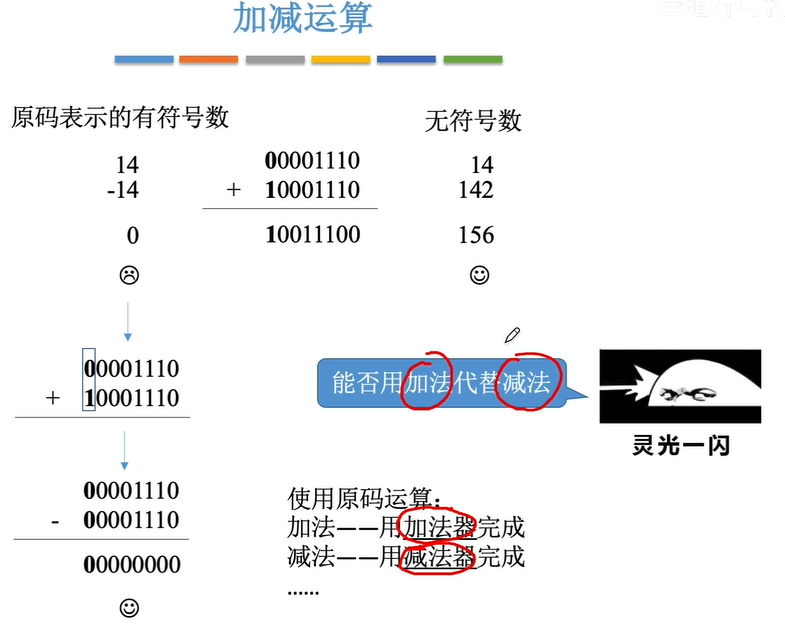 加减运算
原码表示的有符号数
无符号数
14 00001110 14
-14 + 10001110 142
0 10011100 156
00001110
+ 10001110
能否用加法代替减法
灵光一闪
00001110
- 00001110
00000000
使用原码运算：
加法——用加法器完成
减法——用减法器完成
......